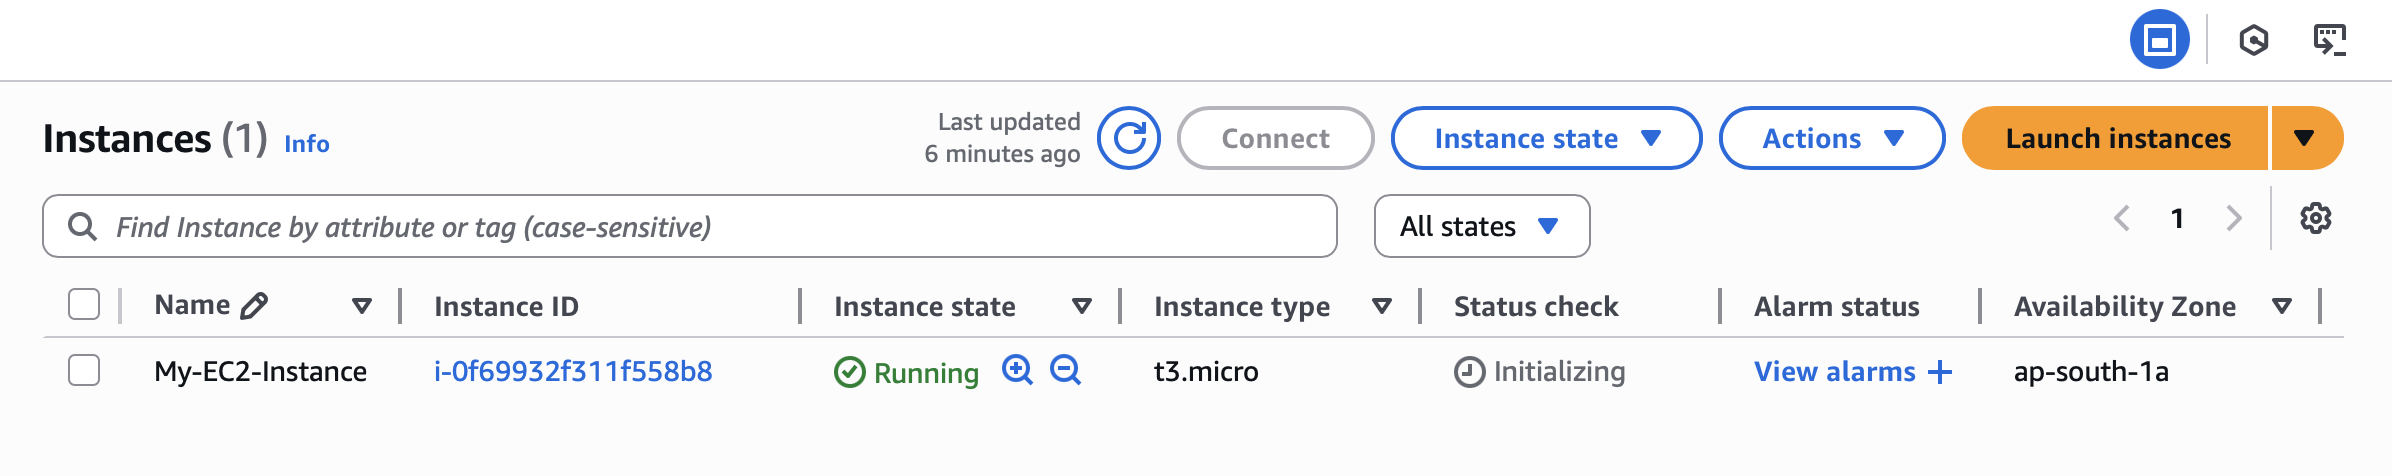 Instances (1) Info
Last updated
6 minutes ago
Connect
Instance state
Actions
Launch instances
Find Instance by attribute or tag (case-sensitive)
All states
1
Name Instance ID Instance state Instance type Status check Alarm status Availability Zone
My-EC2-Instance i-0f69932f311f558b8 Running t3.micro Initializing View alarms + ap-south-1a